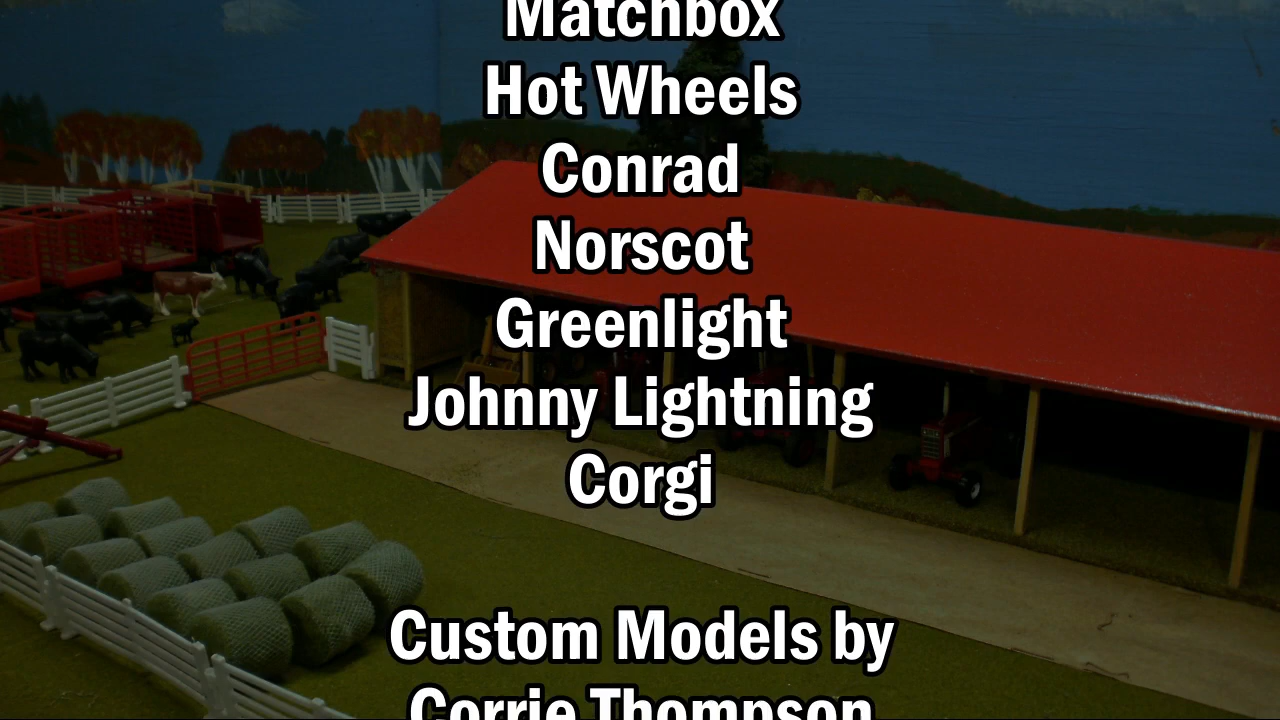 Matchbox
Hot Wheels
Conrad
Norscot
Greenlight
Johnny Lightning
Corgi
Custom Models by
Corrie Thompson